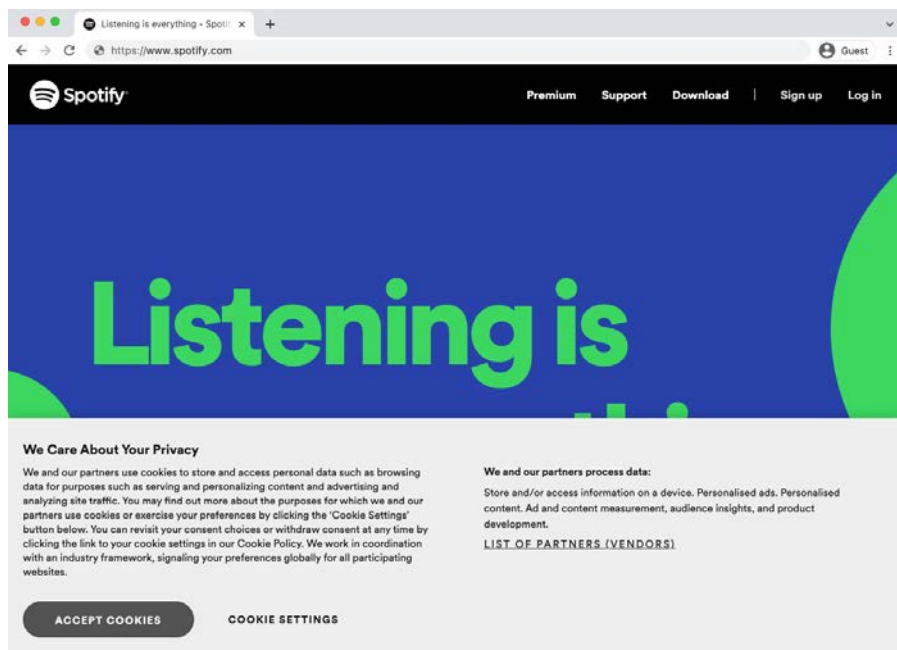 Listening is everything - Spoti
https://www.spotify.com
Guest
Spotify
Premium Support Download | Sign up Log in
Listening is
We Care About Your Privacy
We and our partners use cookies to store and access personal data such as browsing
data for purposes such as serving and personalizing content and advertising and
analyzing site traffic. You may find out more about the purposes for which we and our
partners use cookies or exercise your preferences by clicking the 'Cookie Settings'
button below. You can revisit your consent choices or withdraw consent at any time by
clicking the link to your cookie settings in our Cookie Policy. We work in coordination
with an industry framework, signaling your preferences globally for all participating
websites.
We and our partners process data:
Store and/or access information on a device. Personalised ads. Personalised
content. Ad and content measurement, audience insights, and product
development.
LIST OF PARTNERS (VENDORS)
ACCEPT COOKIES
COOKIE SETTINGS